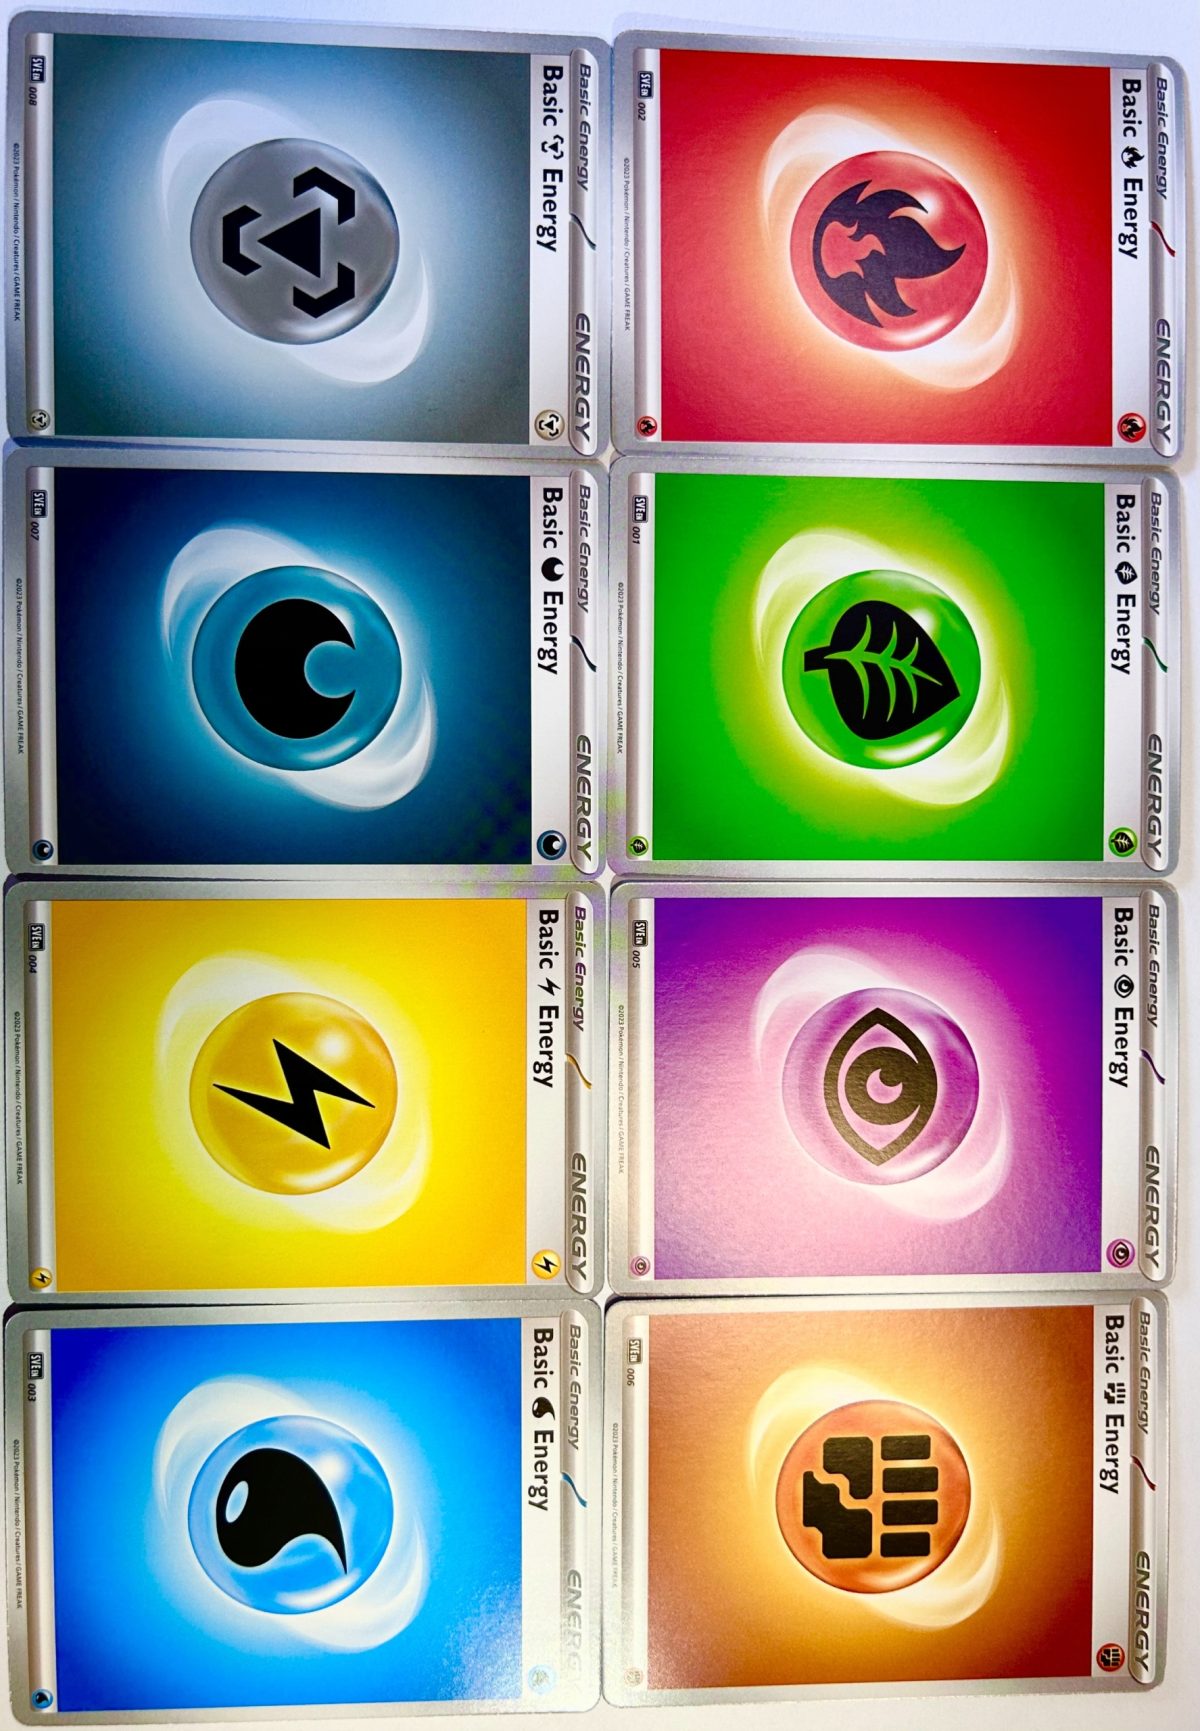 Basic Energy
ENERGY
Basic Energy
SVE EN 008
©2023 Pokémon / Nintendo / Creatures / GAME FREAK
Basic Energy
ENERGY
Basic Energy
SVE EN 007
©2023 Pokémon / Nintendo / Creatures / GAME FREAK
Basic Energy
ENERGY
Basic Energy
SVE EN 004
©2023 Pokémon / Nintendo / Creatures / GAME FREAK
Basic Energy
ENERGY
Basic Energy
SVE EN 003
©2023 Pokémon / Nintendo / Creatures / GAME FREAK
Basic Energy
ENERGY
Basic Energy
SVE EN 002
©2023 Pokémon / Nintendo / Creatures / GAME FREAK
Basic Energy
ENERGY
Basic Energy
SVE EN 001
©2023 Pokémon / Nintendo / Creatures / GAME FREAK
Basic Energy
ENERGY
Basic Energy
SVE EN 005
©2023 Pokémon / Nintendo / Creatures / GAME FREAK
Basic Energy
ENERGY
Basic Energy
SVE EN 006
©2023 Pokémon / Nintendo / Creatures / GAME FREAK